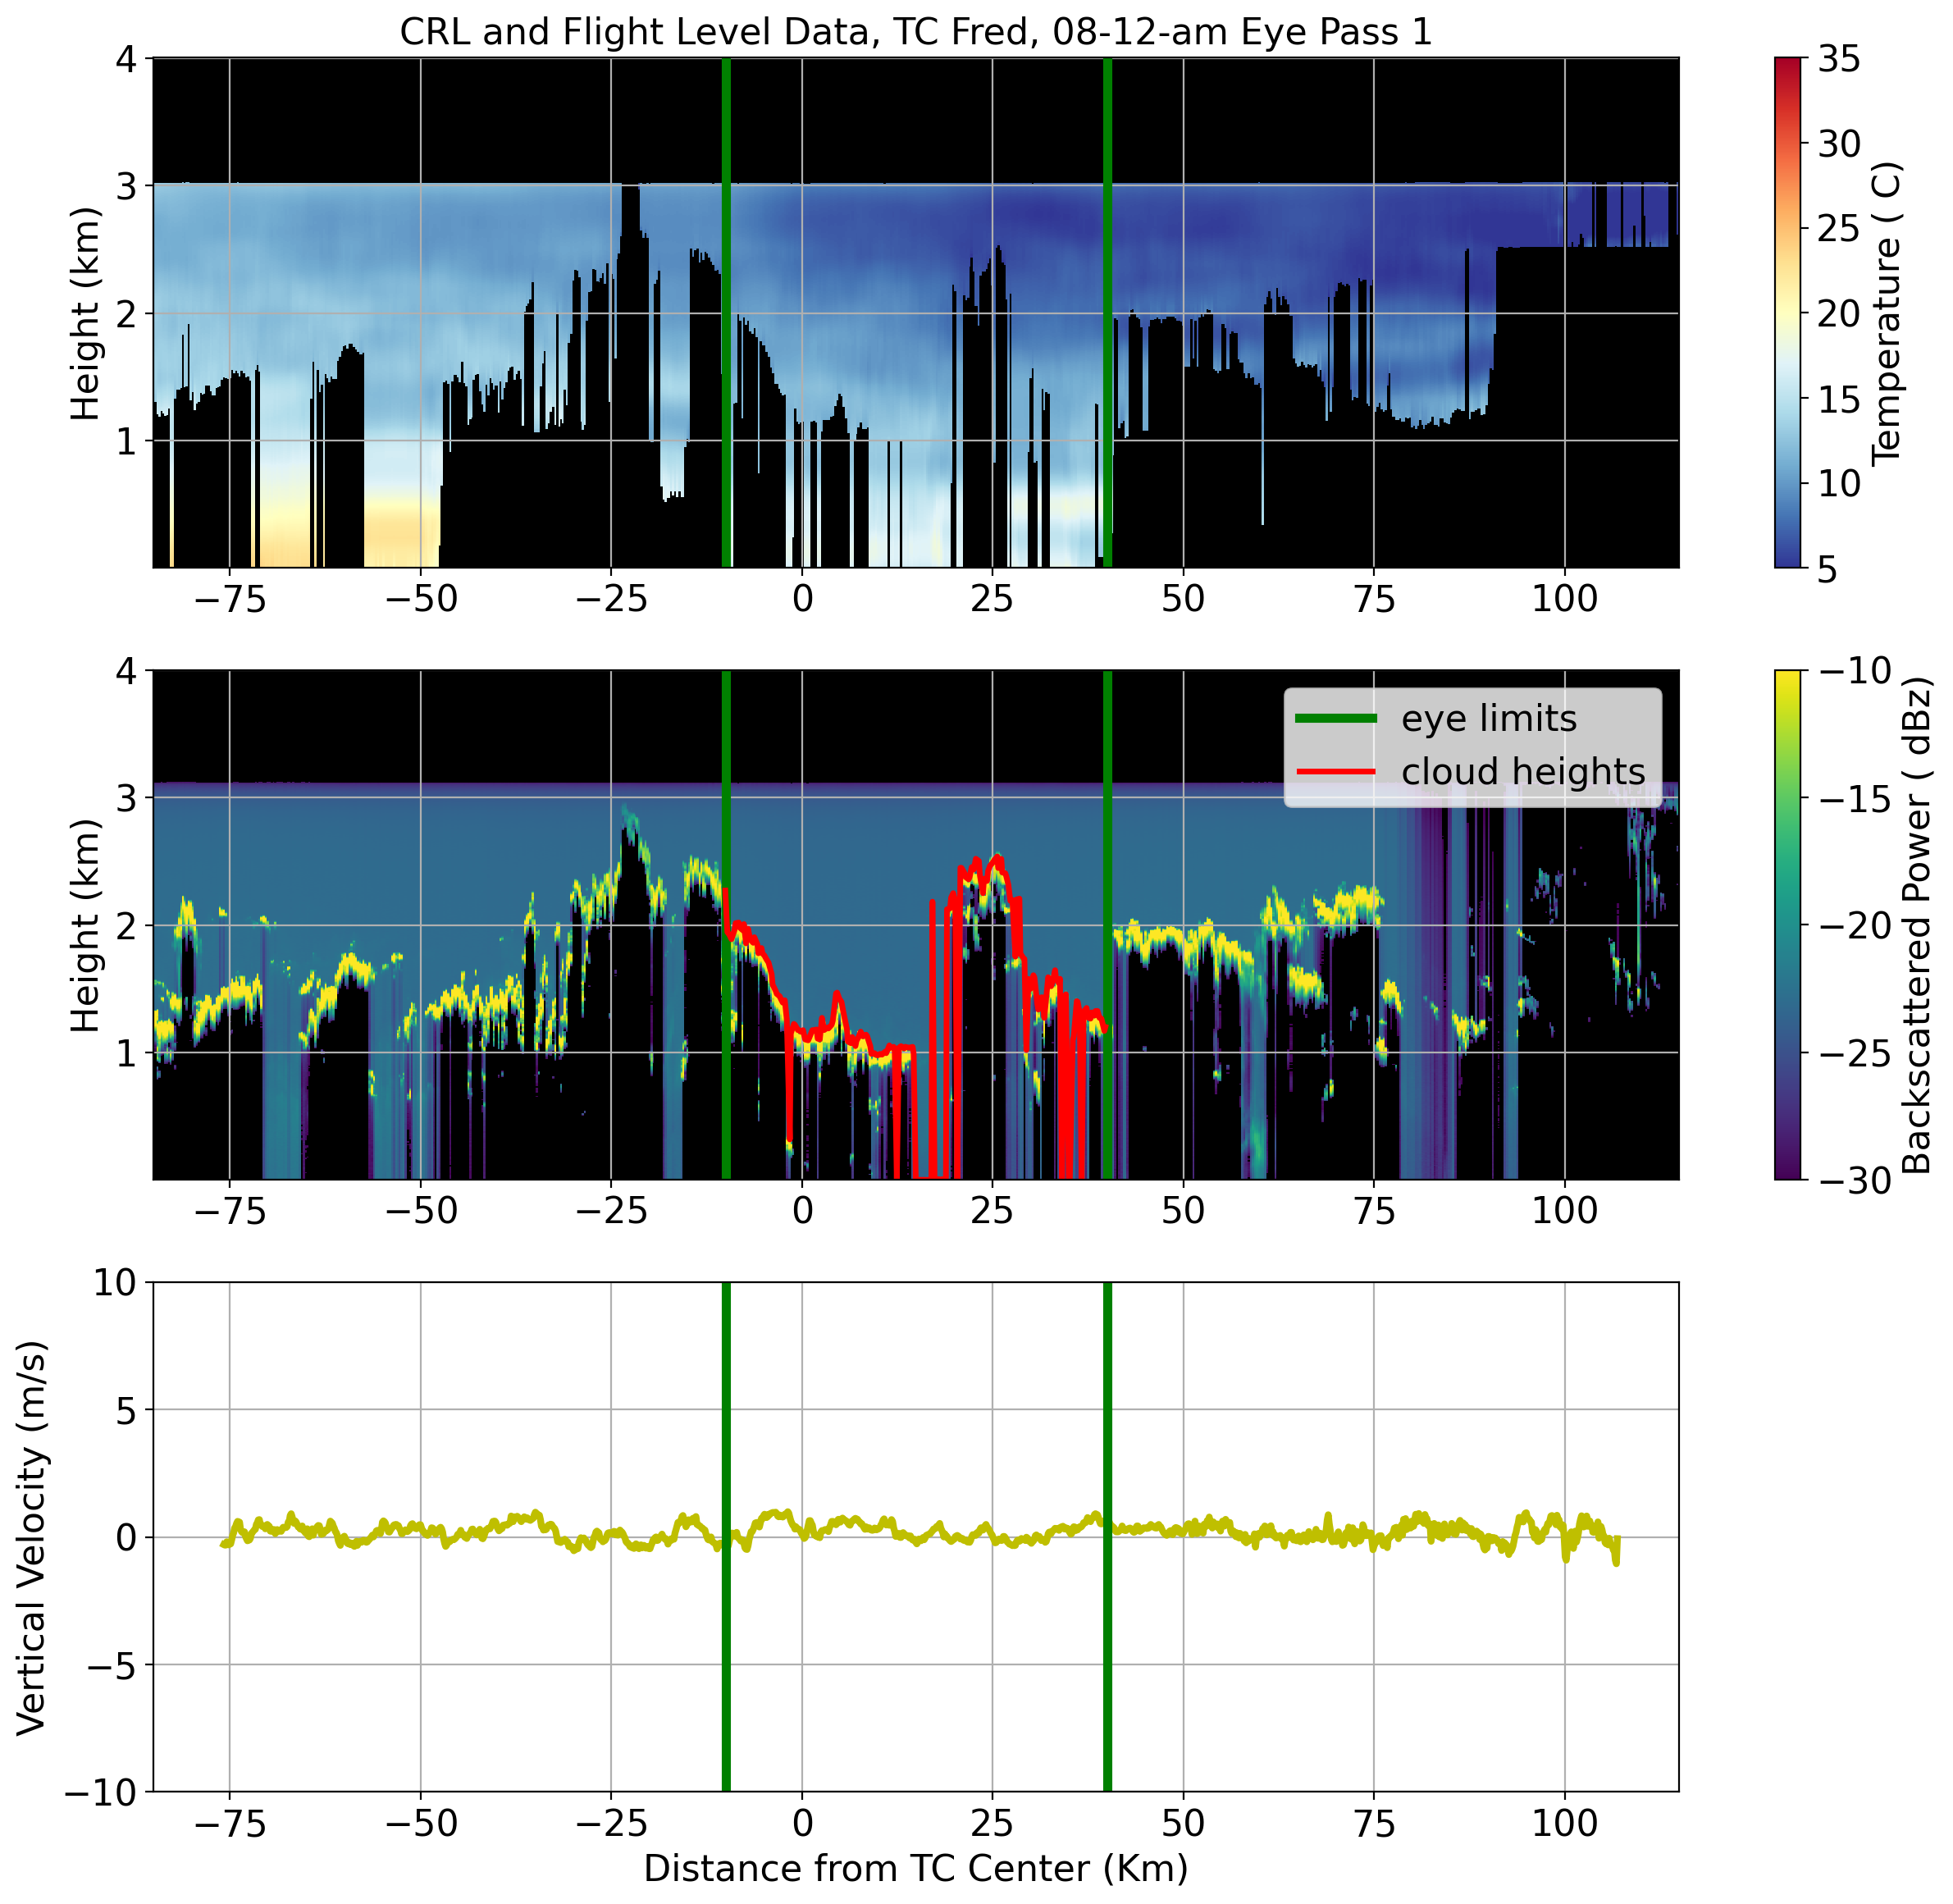 CRL and Flight Level Data, TC Fred, 08-12-am Eye Pass 1
4
3
2
1
Height (km)
−75 −50 −25 0 25 50 75 100
35
30
25
20
15
10
5
Temperature ( C)
4
3
2
1
Height (km)
eye limits
cloud heights
−75 −50 −25 0 25 50 75 100
−10
−15
−20
−25
−30
Backscattered Power ( dBz)
10
5
0
−5
−10
Vertical Velocity (m/s)
−75 −50 −25 0 25 50 75 100
Distance from TC Center (Km)